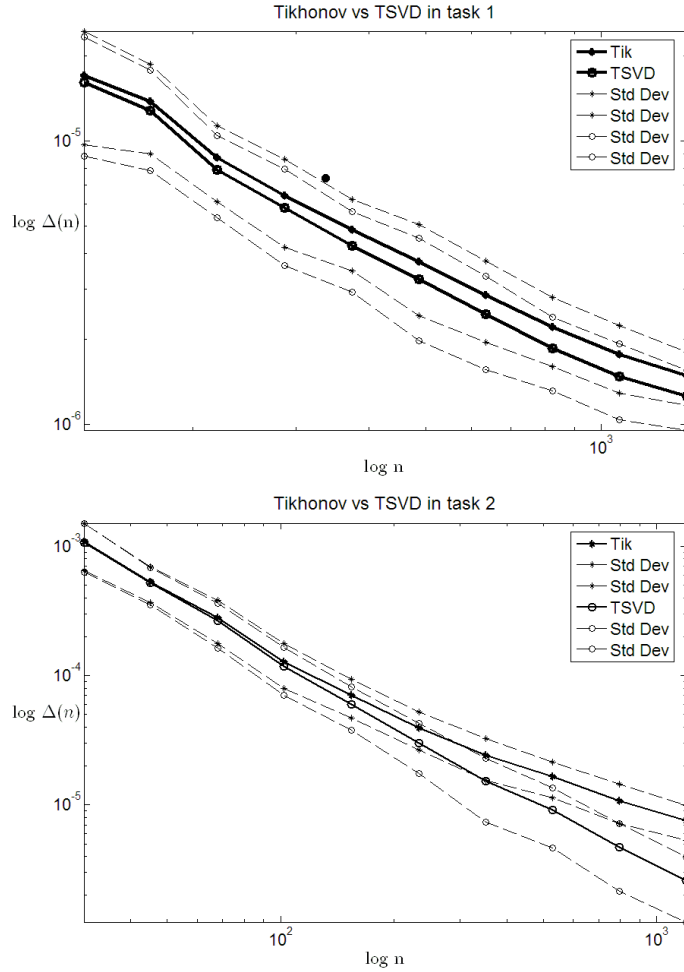 Tikhonov vs TSVD in task 1
Tik
TSVD
Std Dev
Std Dev
Std Dev
Std Dev
10^-5
log Δ(n)
10^-6
10^3
log n
Tikhonov vs TSVD in task 2
10^-3
Tik
Std Dev
Std Dev
TSVD
Std Dev
Std Dev
10^-4
log Δ(n)
10^-5
10^2
10^3
log n